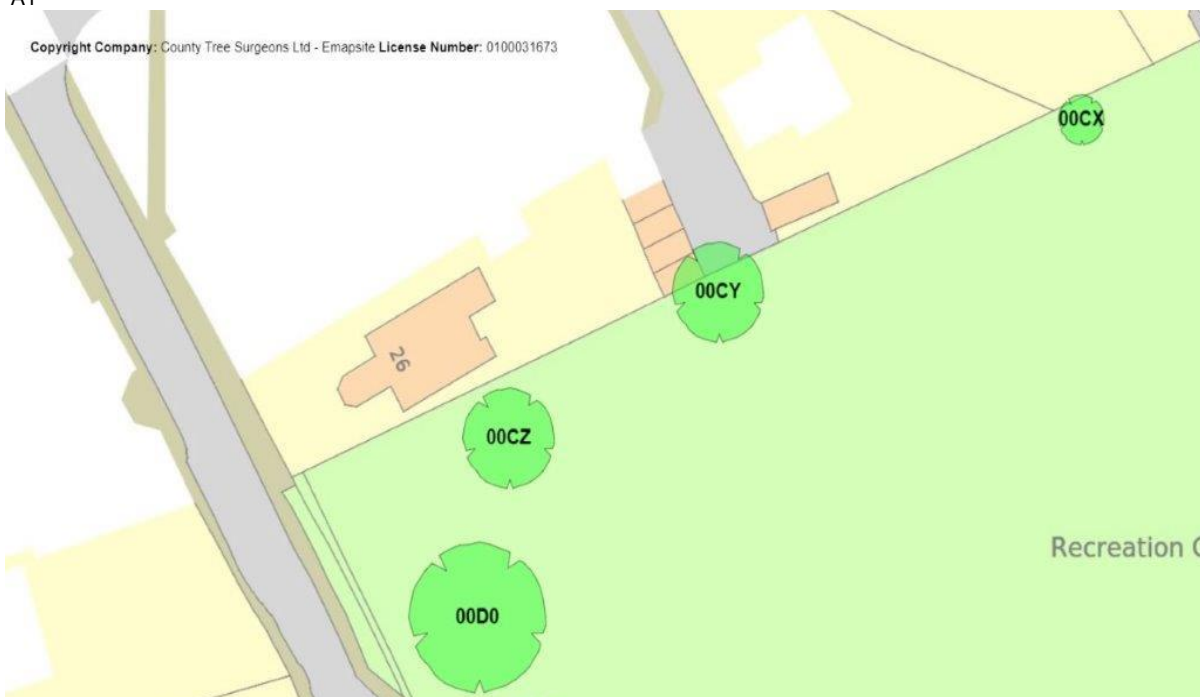 Copyright Company: County Tree Surgeons Ltd - Emapsite License Number: 0100031673
00CX
00CY
26
00CZ
Recreation
00D0